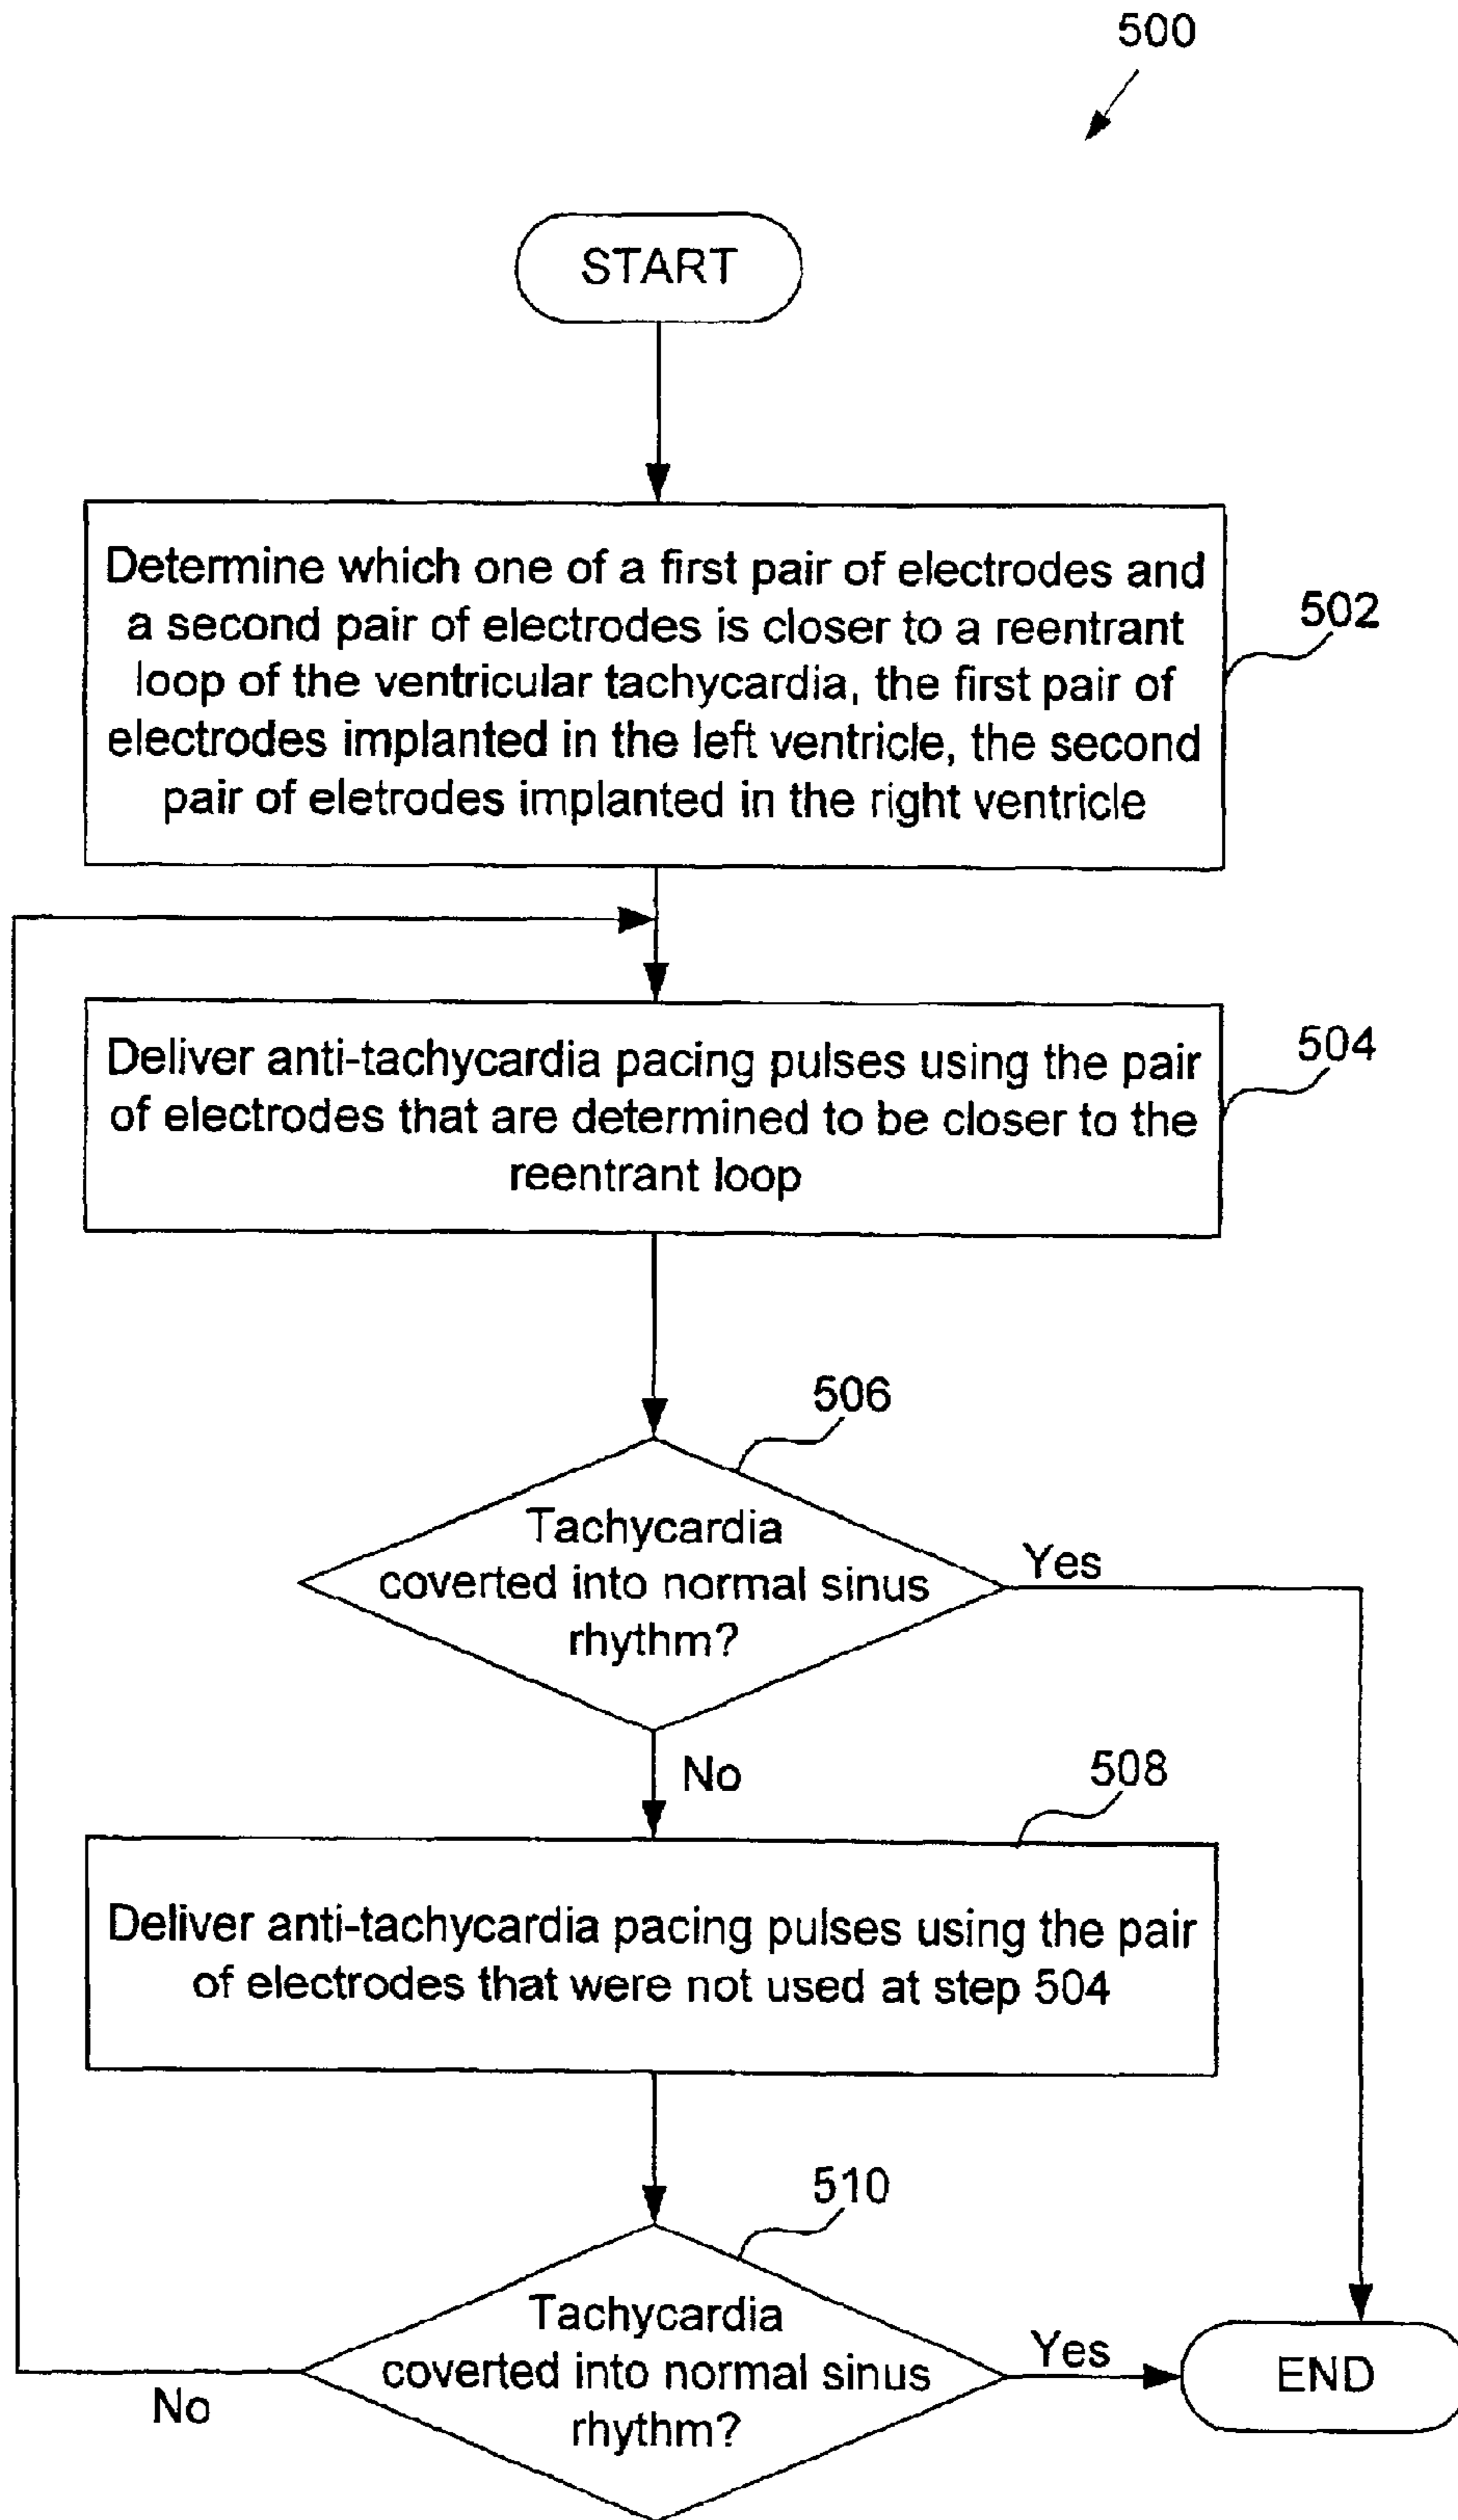 500
START
Determine which one of a first pair of electrodes and
a second pair of electrodes is closer to a reentrant
loop of the ventricular tachycardia, the first pair of
electrodes implanted in the left ventricle, the second
pair of eletrodes implanted in the right ventricle
502
Deliver anti-tachycardia pacing pulses using the pair
of electrodes that are determined to be closer to the
reentrant loop
504
506
Tachycardia
coverted into normal sinus
rhythm?
Yes
No
508
Deliver anti-tachycardia pacing pulses using the pair
of electrodes that were not used at step 504
510
Tachycardia
coverted into normal sinus
rhythm?
Yes
No
END